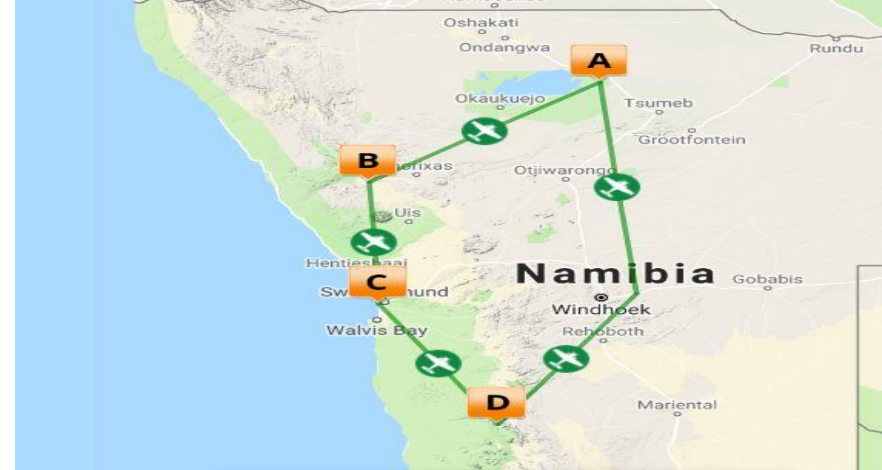 Oshakati
Ondangwa
Rundu
A
Okaukuejo
Tsumeb
Grootfontein
B
Otjiwarongo
Uis
C
Namibia
Gobabis
Windhoek
Walvis Bay
Rehoboth
D
Mariental